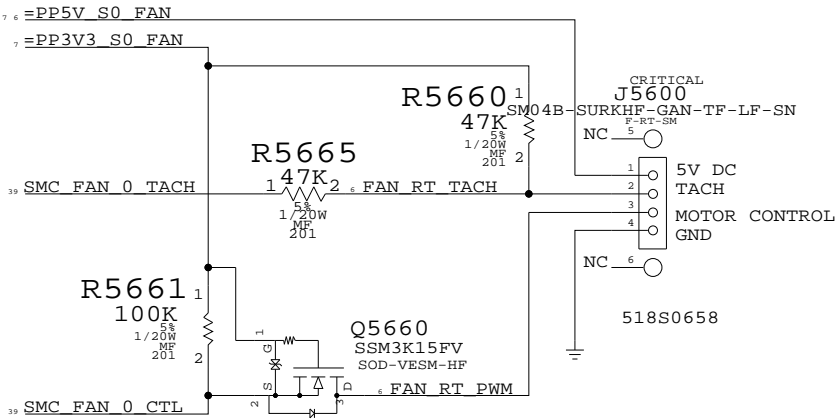 7 6 =PP5V_S0_FAN
7 =PP3V3_S0_FAN
CRITICAL
J5600
SM04B-SURKHF-GAN-TF-LF-SN
F-RT-SM
NC 5
R5660 1
47K
5%
1/20W
MF
201
2
R5665
47K
1 2
5%
1/20W
MF
201
39 SMC_FAN_0_TACH
6 FAN_RT_TACH
1 5V DC
2 TACH
3 MOTOR CONTROL
4 GND
NC 6
518S0658
R5661 1
100K
5%
1/20W
MF
201
2
Q5660
SSM3K15FV
SOD-VESM-HF
1 G
S 2
D 3
6 FAN_RT_PWM
39 SMC_FAN_0_CTL